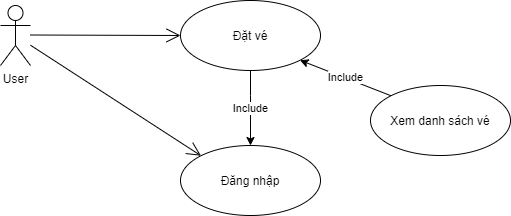 Đặt vé
User
Include
Include
Xem danh sách vé
Đăng nhập